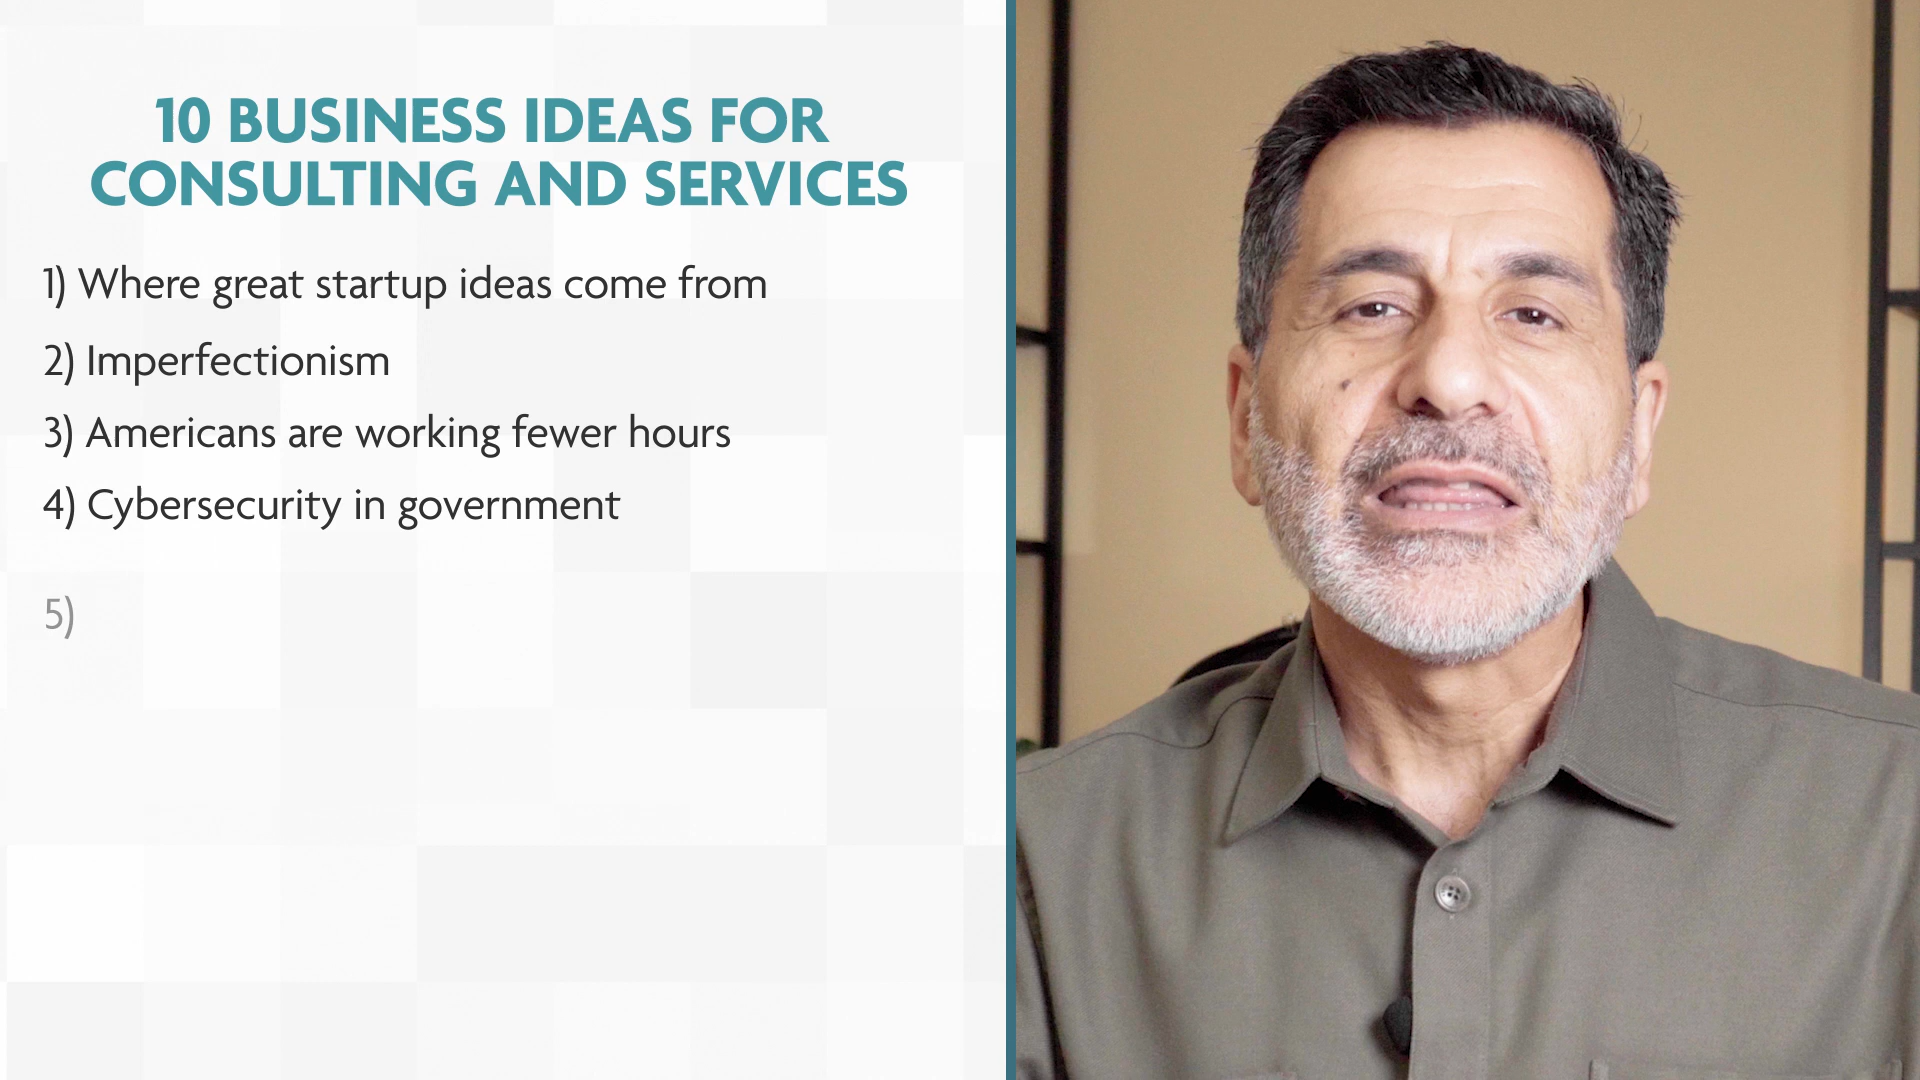 10 BUSINESS IDEAS FOR
CONSULTING AND SERVICES
1) Where great startup ideas come from
2) Imperfectionism
3) Americans are working fewer hours
4) Cybersecurity in government
5)